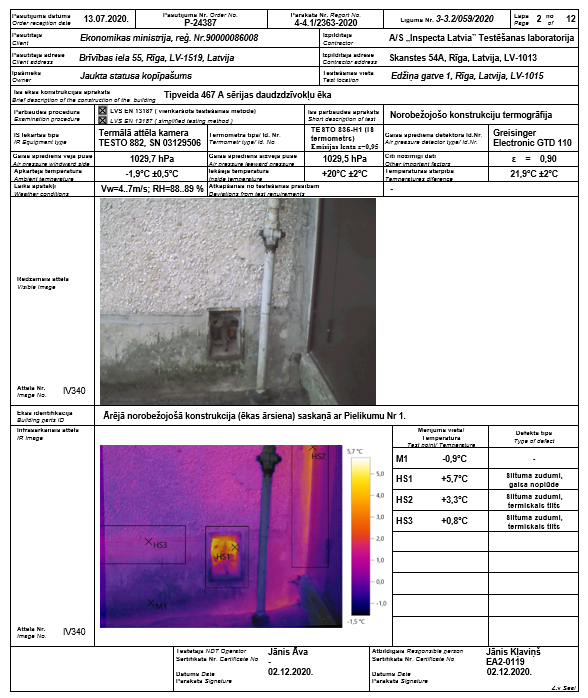 Pasūtījuma datums
Order reception date
13.07.2020.
Pasūtījuma Nr. Order No.
P-24387
Parskata Nr. Report No.
4-4.1/2363-2020
Līguma Nr. 3-3.2/059/2020
Lapa 2 no 12
Page of
Pasūtītājs
Client
Ekonomikas ministrija, reģ. Nr.90000086008
Izpildītājs
Contractor
A/S „Inspecta Latvia” Testēšanas laboratorija
Pasūtītāja adrese
Client address
Brīvības iela 55, Rīga, LV-1519, Latvija
Izpildītāja adrese
Contractor address
Skanstes 54A, Rīga, LV-1013
Īpašnieks
Owner
Jaukta statusa kopīpašums
Testēšanas vieta
Test location
Edžiņa gatve 1, Rīga, Latvija, LV-1015
Īss ēkas konstrukcijas apraksts
Brief description of the construction of the building
Tipveida 467 A sērijas daudzdzīvokļu ēka
Pārbaudes procedūra
Examination procedure
LVS EN 13187 ( vienkāršotā testēšanas metode)
LVS EN 13187 ( simplified testing method )
Īss pārbaudes apraksts
Short description of test
Norobežojošo konstrukciju termogrāfija
IS iekārtas tips
IR Equipment type
Termālā attēla kamera
TESTO 882, SN 03129506
Termometra tips/ Id. Nr.
Termometr type/ Id. No
TESTO 835-H1 (IS
termometrs)
Emisijas lenta ε=0,95
Gaisa spiediena detektora Id.Nr.
Air pressure detector type/ Id.Nr.
Greisinger
Electronic GTD 110
Gaisa spiediens vēja pusē
Air pressure windward side
1029,7 hPa
Gaisa spiediens aizvēja pusē
Air pressure leeward pressure
1029,5 hPa
Citi nozīmīgi dati
Other important factors
ε = 0,90
Apkārtējā temperatūra
Ambient temperature
-1,9°C ±0,5°C
Iekšējā temperatūra
Inside temperature
+20°C ±2°C
Temperatūras starpība
Temperatures diference
21,9°C ±2°C
Laika apstākļi
Weather conditions
Vw=4..7m/s; RH=88..89 %
Atkāpšanās no testēšanas prasībām
Deviations from test requirements
-
Redzamais attēls
Visible Image
Attēla Nr.
Image No.
IV340
Ēkas identifikācija
Building parts ID
Ārējā norobežojošā konstrukcija (ēkas ārsiena) saskaņā ar Pielikumu Nr 1.
Infrasarkanais attēls
IR Image
Mērījuma vieta/
Temperatūra
Test point/ Temperature
Defekta tips
Type of defect
M1 -0,9°C -
HS1 +5,7°C Siltuma zudumi, gaisa noplūde
HS2 +3,3°C Siltuma zudumi, termiskais tilts
HS3 +0,8°C Siltuma zudumi, termiskais tilts
HS2
HS3
HS1
M1
5,7 °C
5,0
4,0
3,0
2,0
1,0
0,0
-1,0
-1,5 °C
Attēla Nr.
Image No.
IV340
Testētājs NDT Operator
Jānis Āva
Sertifikāta Nr. Certificate No
-
Datums Date
02.12.2020.
Paraksts Signature
Atbildīgais Responsible person
Jānis Kļaviņš
Sertifikāta Nr. Certificate No
EA2-0119
Datums Date
02.12.2020.
Paraksts Signature
Z.v Seal